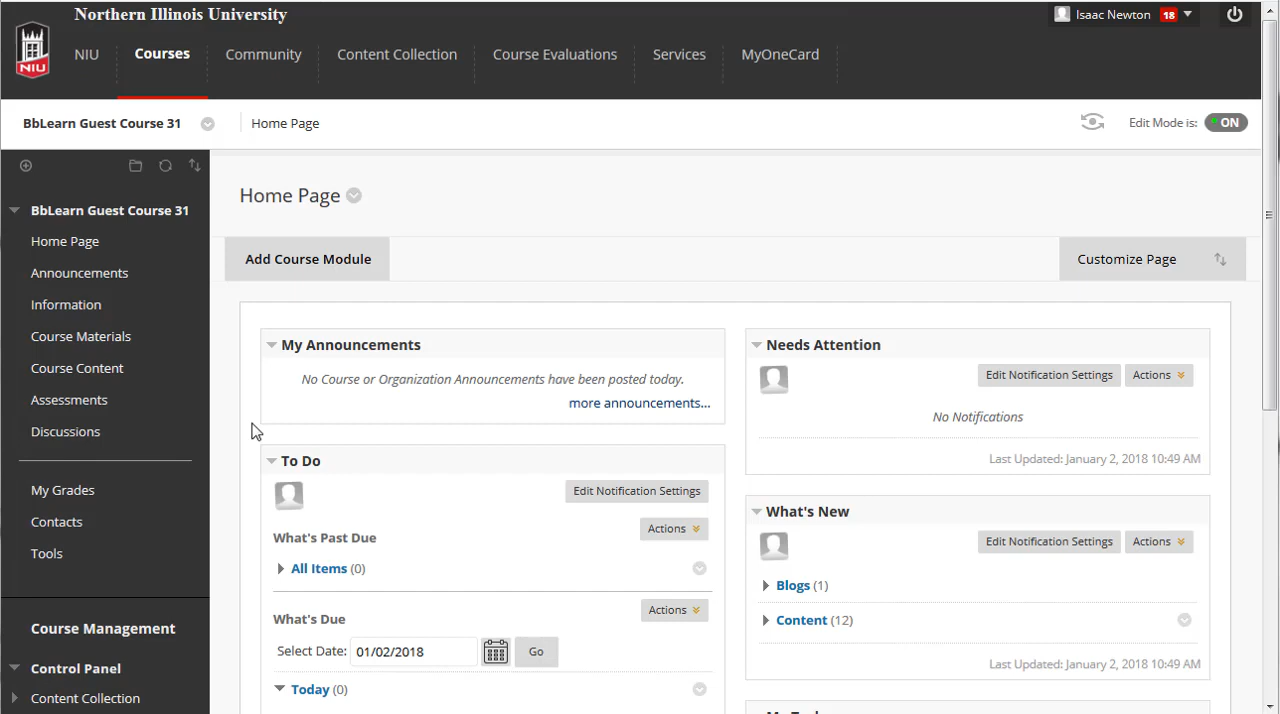 Northern Illinois University
Isaac Newton 18
NIU
NIU Courses Community Content Collection Course Evaluations Services MyOneCard
BbLearn Guest Course 31 Home Page Edit Mode is: ON
BbLearn Guest Course 31
Home Page
Announcements
Information
Course Materials
Course Content
Assessments
Discussions
My Grades
Contacts
Tools
Course Management
Control Panel
Content Collection
Home Page
Add Course Module Customize Page
My Announcements
No Course or Organization Announcements have been posted today.
more announcements...
To Do
Edit Notification Settings
Actions
What's Past Due
All Items (0)
Actions
What's Due
Select Date: 01/02/2018 Go
Today (0)
Needs Attention
Edit Notification Settings Actions
No Notifications
Last Updated: January 2, 2018 10:49 AM
What's New
Edit Notification Settings Actions
Blogs (1)
Content (12)
Last Updated: January 2, 2018 10:49 AM